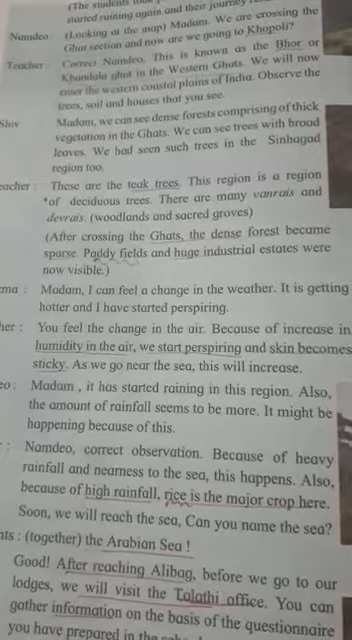 (The students took
started raining again and their journey
Namdeo : (Looking at the map) Madam. We are crossing the
Ghat section and now are we going to Khopoli?
Teacher : Correct Namdeo. This is known as the Bhor or
Khandala ghat in the Western Ghats. We will now
enter the western coastal plains of India. Observe the
trees, soil and houses that you see.
Shiv Madam, we can see dense forests comprising of thick
vegetation in the Ghats. We can see trees with broad
leaves. We had seen such trees in the Sinhagad
region too.
eacher : These are the teak trees. This region is a region
of deciduous trees. There are many vanrais and
devrais. (woodlands and sacred groves)
(After crossing the Ghats, the dense forest became
sparse. Paddy fields and huge industrial estates were
now visible.)
ma : Madam, I can feel a change in the weather. It is getting
hotter and I have started perspiring.
her : You feel the change in the air. Because of increase in
humidity in the air, we start perspiring and skin becomes
sticky. As we go near the sea, this will increase.
eo : Madam, it has started raining in this region. Also,
the amount of rainfall seems to be more. It might be
happening because of this.
: Namdeo, correct observation. Because of heavy
rainfall and nearness to the sea, this happens. Also,
because of high rainfall, rice is the major crop here.
Soon, we will reach the sea, Can you name the sea?
nts : (together) the Arabian Sea !
Good! After reaching Alibag, before we go to our
lodges, we will visit the Talathi office. You can
gather information on the basis of the questionnaire
you have prepared in the